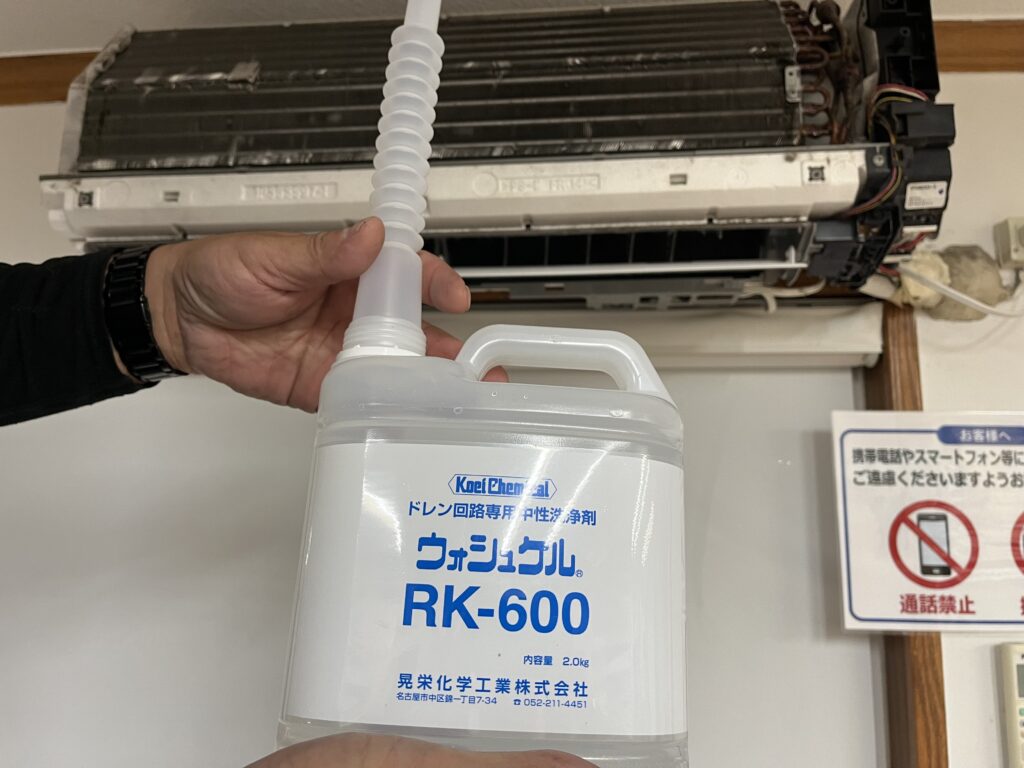 Koei Chemical
ドレン回路専用中性洗浄剤
ウォシュクル®
RK-600
内容量 2.0kg
晃栄化学工業株式会社
名古屋市中区錦一丁目7-34 ☎052-211-4451
お客様へ
携帯電話やスマートフォン等に
ご遠慮くださいますようお
通話禁止